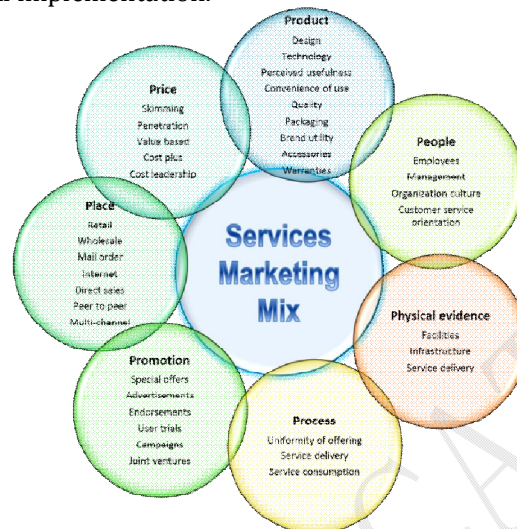 implementation.
Product
Design
Technology
Perceived usefulness
Convenience of use
Quality
Packaging
Brand utility
Accessories
Warranties
Price
Skimming
Penetration
Value based
Cost plus
Cost leadership
People
Employees
Management
Organization culture
Customer service
orientation
Place
Retail
Wholesale
Mail order
Internet
Direct sales
Peer to peer
Multi-channel
Services
Marketing
Mix
Physical evidence
Facilities
Infrastructure
Service delivery
Promotion
Special offers
Advertisements
Endorsements
User trials
Campaigns
Joint ventures
Process
Uniformity of offering
Service delivery
Service consumption